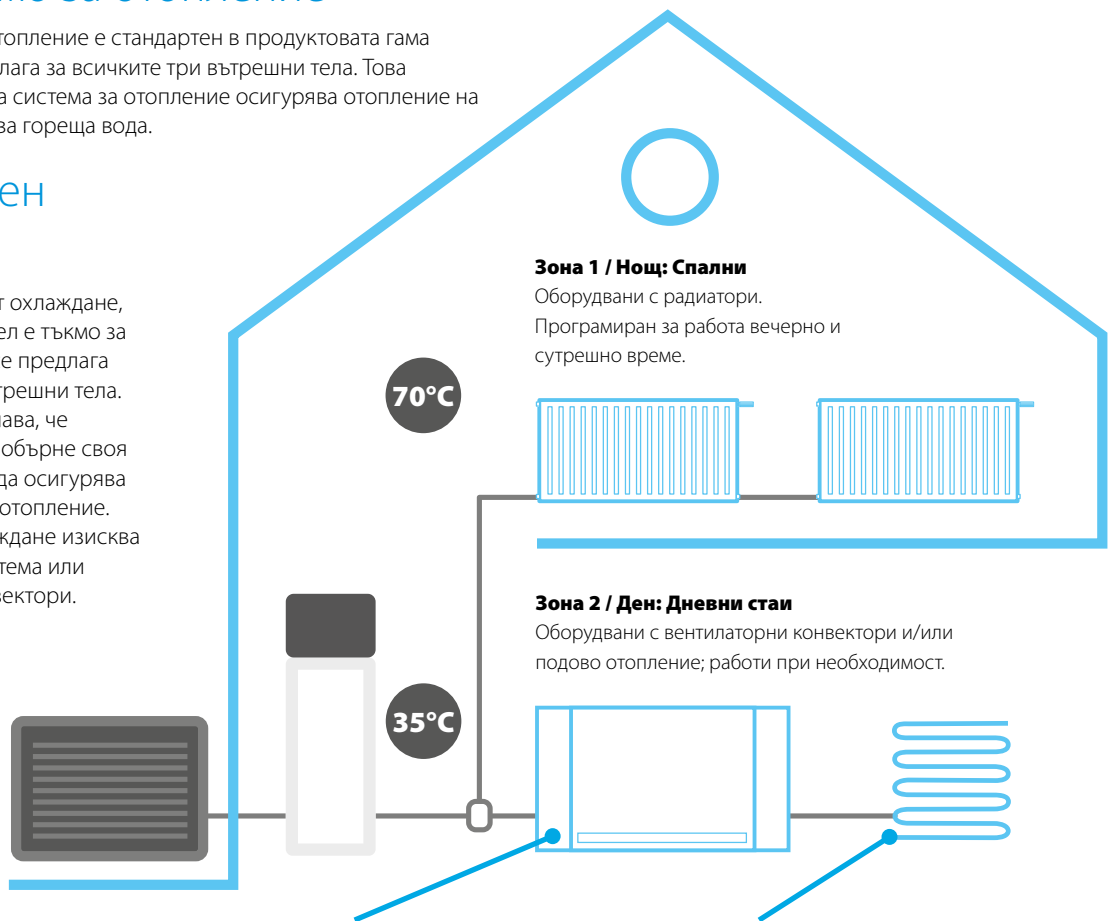 за отопление
топление е стандартен в продуктовата гама
лага за всичките три вътрешни тела. Това
а система за отопление осигурява отопление на
ва гореща вода.
ен
т охлаждане,
ел е тъкмо за
е предлага
трешни тела.
ава, че
обърне своя
да осигурява
отопление.
ждане изисква
тема или
вектори.
Зона 1 / Нощ: Спални
Оборудвани с радиатори.
Програмиран за работа вечерно и
сутрешно време.
70°C
Зона 2 / Ден: Дневни стаи
Оборудвани с вентилаторни конвектори и/или
подово отопление; работи при необходимост.
35°C